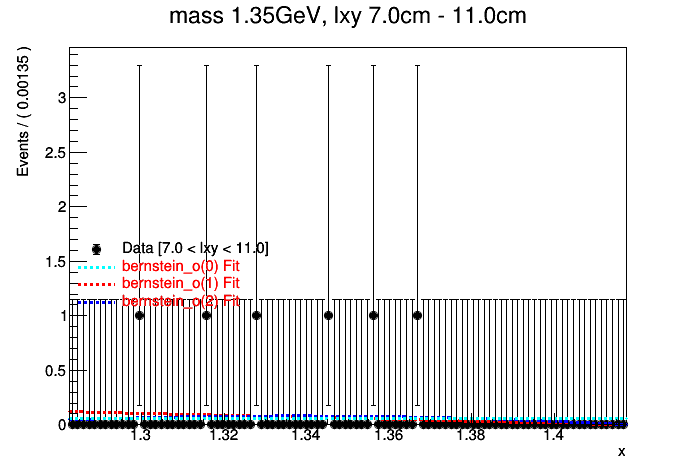 mass 1.35GeV, lxy 7.0cm - 11.0cm
Events / ( 0.00135 )
3
2.5
2
1.5
1
0.5
0
Data [7.0 < lxy < 11.0]
bernstein_o(0) Fit
bernstein_o(1) Fit
bernstein_o(2) Fit
1.3 1.32 1.34 1.36 1.38 1.4
x